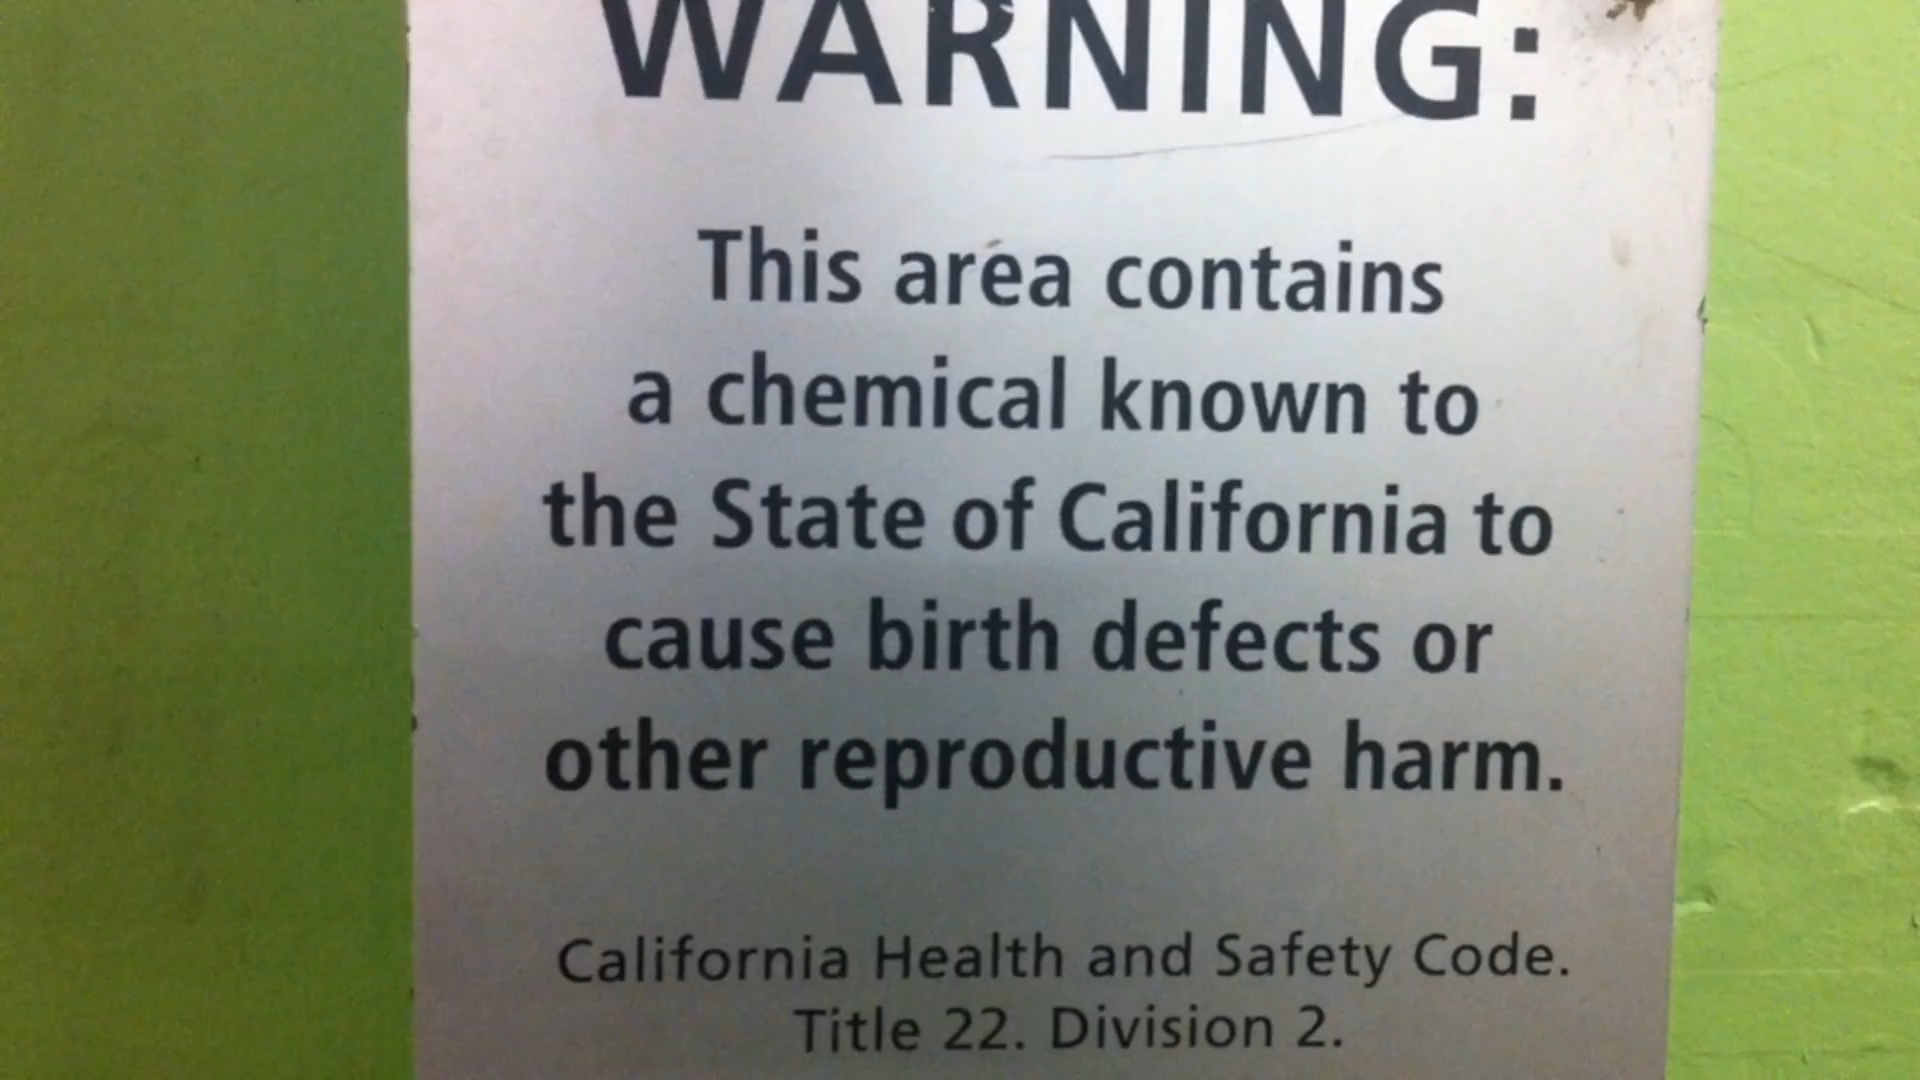 WARNING:
This area contains
a chemical known to
the State of California to
cause birth defects or
other reproductive harm.
California Health and Safety Code.
Title 22. Division 2.